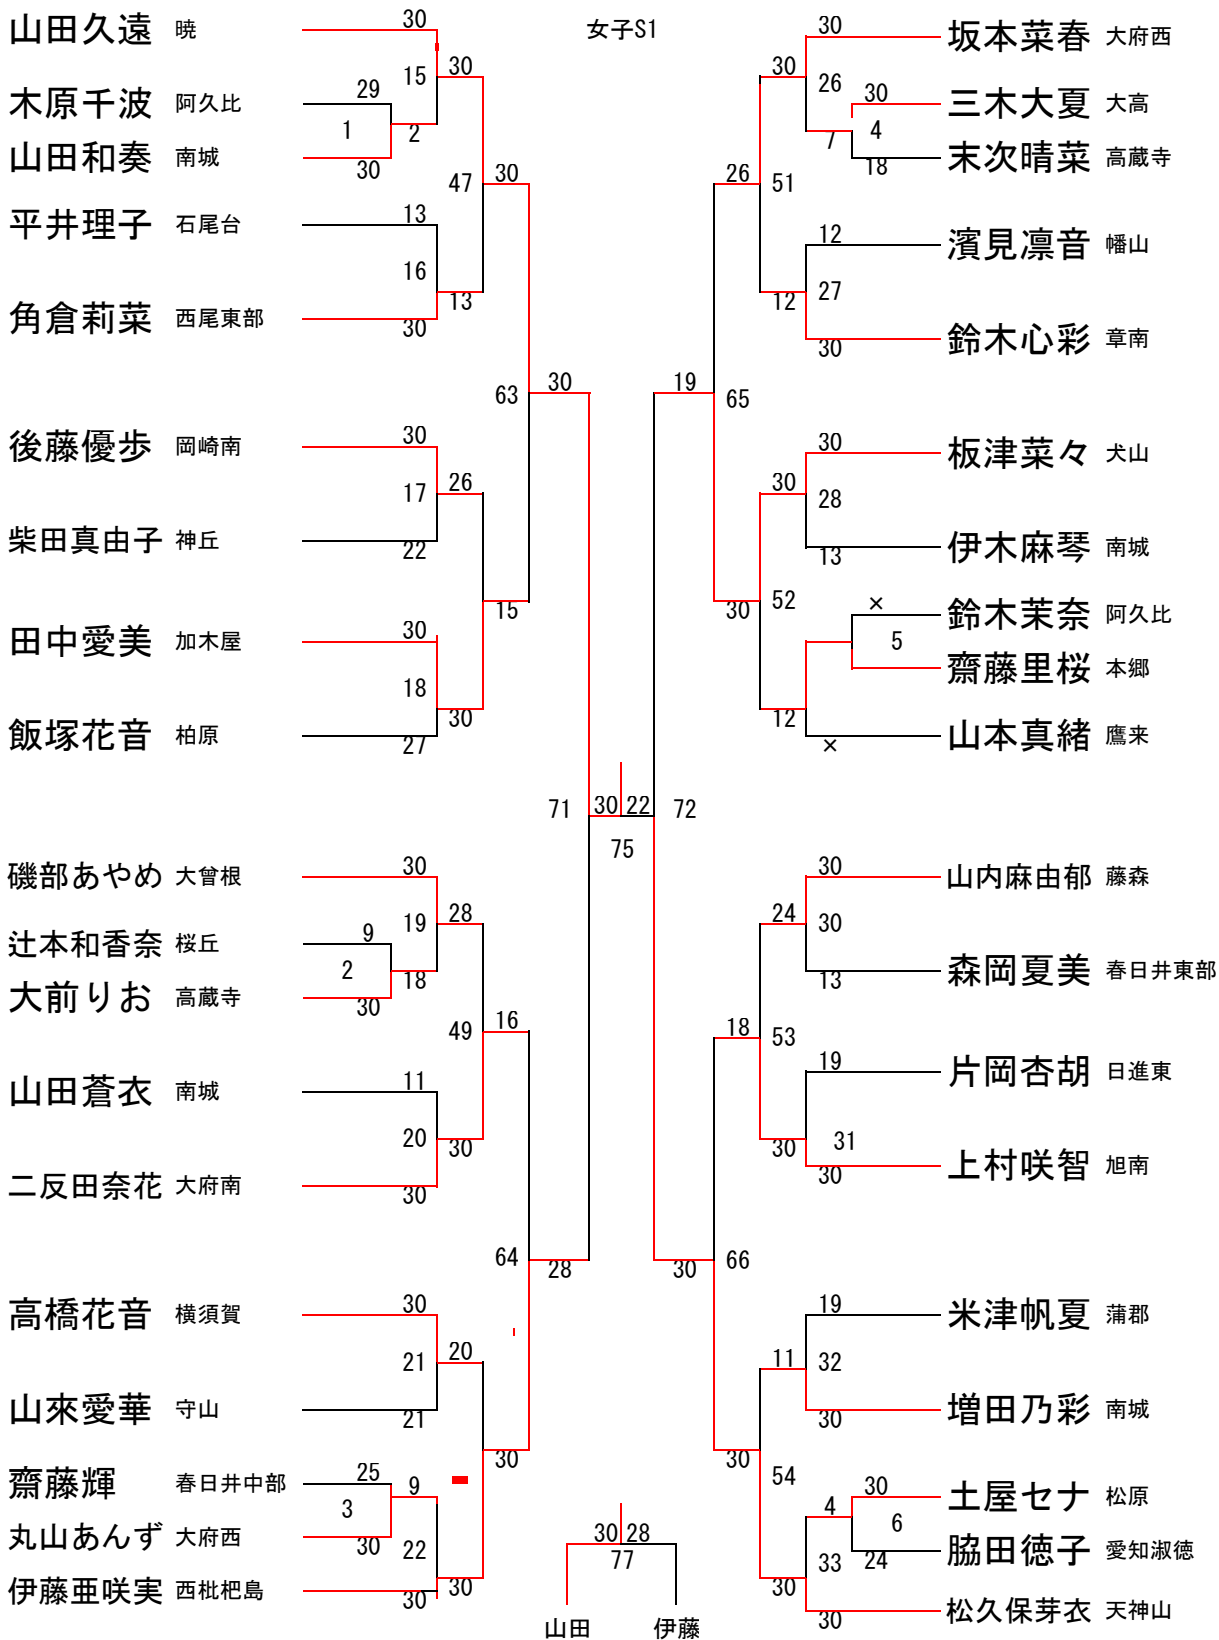 女子S1
山田久遠 暁 30
15 30
木原千波 阿久比 29
1 2
山田和奏 南城 30
47 30
平井理子 石尾台 13
16 13
角倉莉菜 西尾東部 30
63 30
後藤優歩 岡崎南 30
17 26
柴田真由子 神丘 22
15
田中愛美 加木屋 30
18 30
飯塚花音 柏原 27
71 30 22 72
75
磯部あやめ 大曾根 30
19 28
辻本和香奈 桜丘 9
2 18
大前りお 高蔵寺 30
49 16
山田蒼衣 南城 11
20 30
二反田奈花 大府南 30
64 28
高橋花音 横須賀 30
21 20
山來愛華 守山 21
30
齋藤輝 春日井中部 25 9
3
丸山あんず 大府西 30
22 30
伊藤亜咲実 西枇杷島 30
30 坂本菜春 大府西
30 26
30 三木大夏 大高
7 4
18 末次晴菜 高蔵寺
26 51
12 濱見凛音 幡山
12 27
30 鈴木心彩 章南
19 65
30 板津菜々 犬山
30 28
13 伊木麻琴 南城
30 52
× 鈴木茉奈 阿久比
5
齋藤里桜 本郷
12
× 山本真緒 鷹来
30 山内麻由郁 藤森
24 30
13 森岡夏美 春日井東部
18 53
19 片岡杏胡 日進東
30 31
30 上村咲智 旭南
30 66
19 米津帆夏 蒲郡
11 32
30 増田乃彩 南城
30 54
30 土屋セナ 松原
4 6
24 脇田徳子 愛知淑徳
30 33
30 松久保芽衣 天神山
30 28
77
山田 伊藤